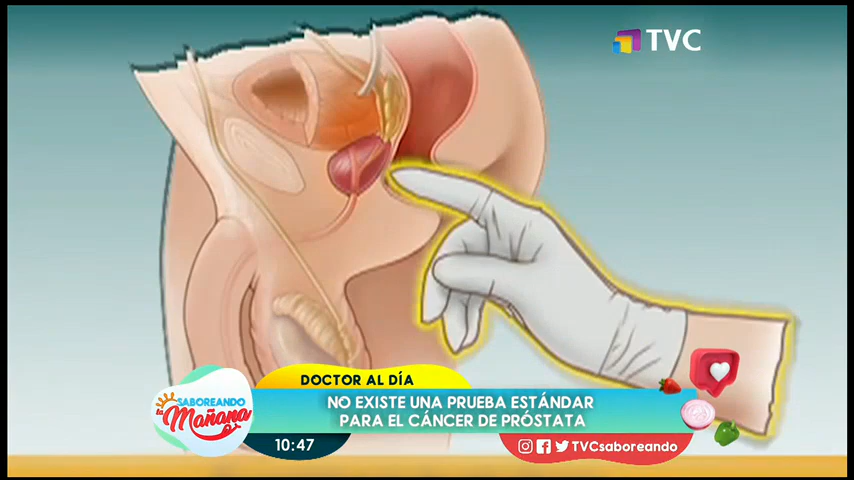 TVC
DOCTOR AL DÍA
SABOREANDO
la Mañana
NO EXISTE UNA PRUEBA ESTÁNDAR
PARA EL CÁNCER DE PRÓSTATA
10:47
TVCsaboreando